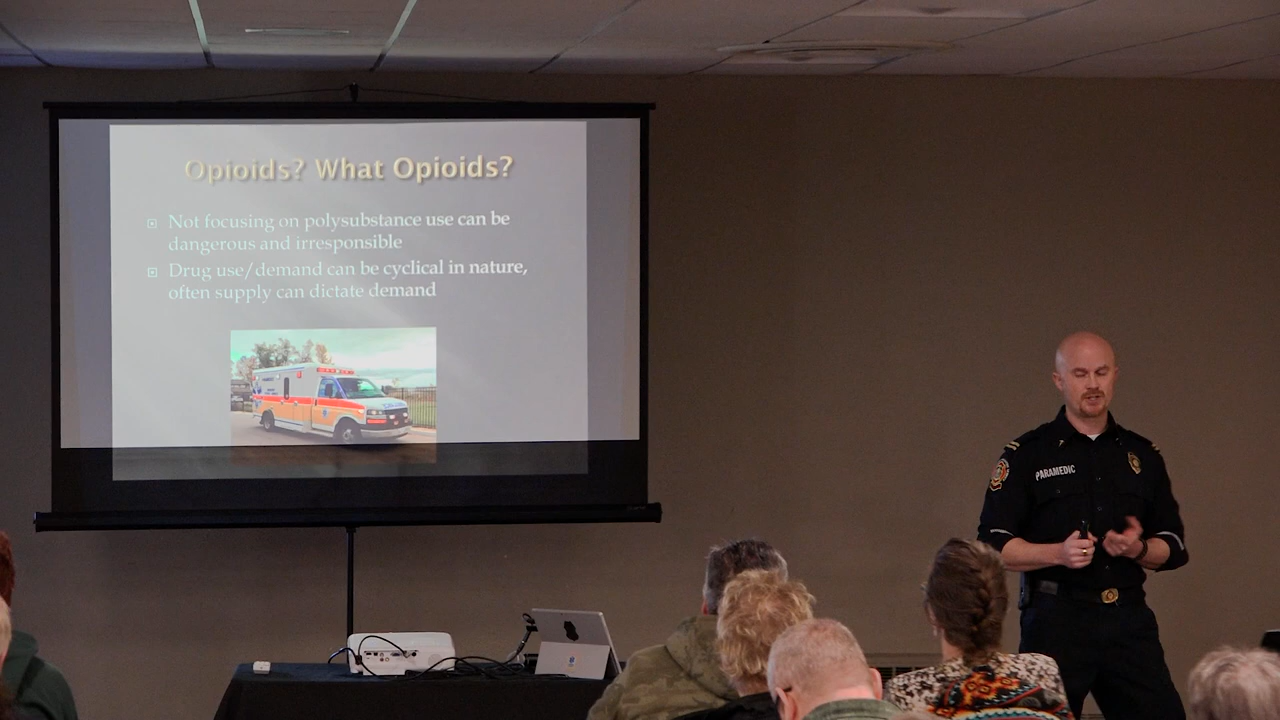 Opioids? What Opioids?
Not focusing on polysubstance use can be
dangerous and irresponsible
Drug use/demand can be cyclical in nature,
often supply can dictate demand
PARAMEDIC